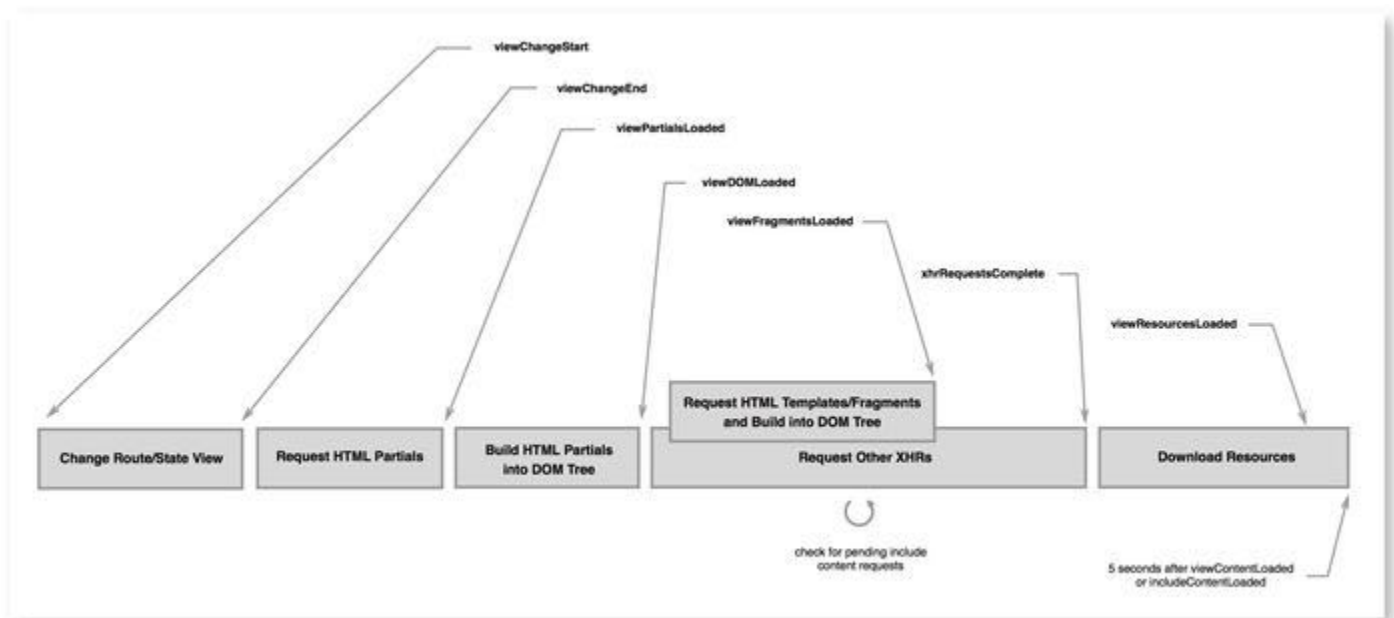 viewChangeStart
viewChangeEnd
viewPartialsLoaded
viewDOMLoaded
viewFragmentsLoaded
xhrRequestsComplete
viewResourcesLoaded
Request HTML Templates/Fragments
and Build into DOM Tree
Change Route/State View
Request HTML Partials
Build HTML Partials
into DOM Tree
Request Other XHRs
Download Resources
check for pending include
content requests
5 seconds after viewContentLoaded
or includeContentLoaded